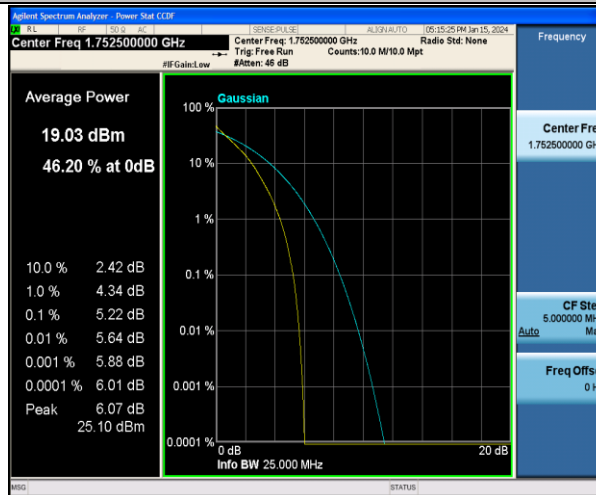 Agilent Spectrum Analyzer - Power Stat CCDF
RL RF 50 Ω AC SENSE:PULSE ALIGNAUTO 05:15:25 PM Jan 15, 2024
Center Freq 1.752500000 GHz
Center Freq: 1.752500000 GHz Radio Std: None
Trig: Free Run Counts:10.0 M/10.0 Mpt
#IFGain:Low #Atten: 46 dB
Frequency
Average Power
19.03 dBm
46.20 % at 0dB
10.0 % 2.42 dB
1.0 % 4.34 dB
0.1 % 5.22 dB
0.01 % 5.64 dB
0.001 % 5.88 dB
0.0001 % 6.01 dB
Peak 6.07 dB
25.10 dBm
Gaussian
100 %
10 %
1 %
0.1 %
0.01 %
0.001 %
0.0001 %
0 dB 20 dB
Info BW 25.000 MHz
Center Fre
1.752500000 GH
CF Ste
5.000000 MH
Auto Ma
Freq Offs
0 H
MSG STATUS